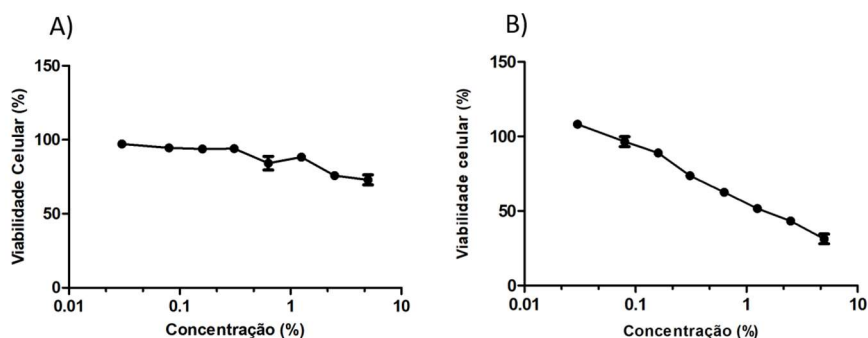 A)
150
100
50
0
Viabilidade Celular (%)
0.01 0.1 1 10
Concentração (%)
B)
150
100
50
0
Viabilidade celular (%)
0.01 0.1 1 10
Concentração (%)